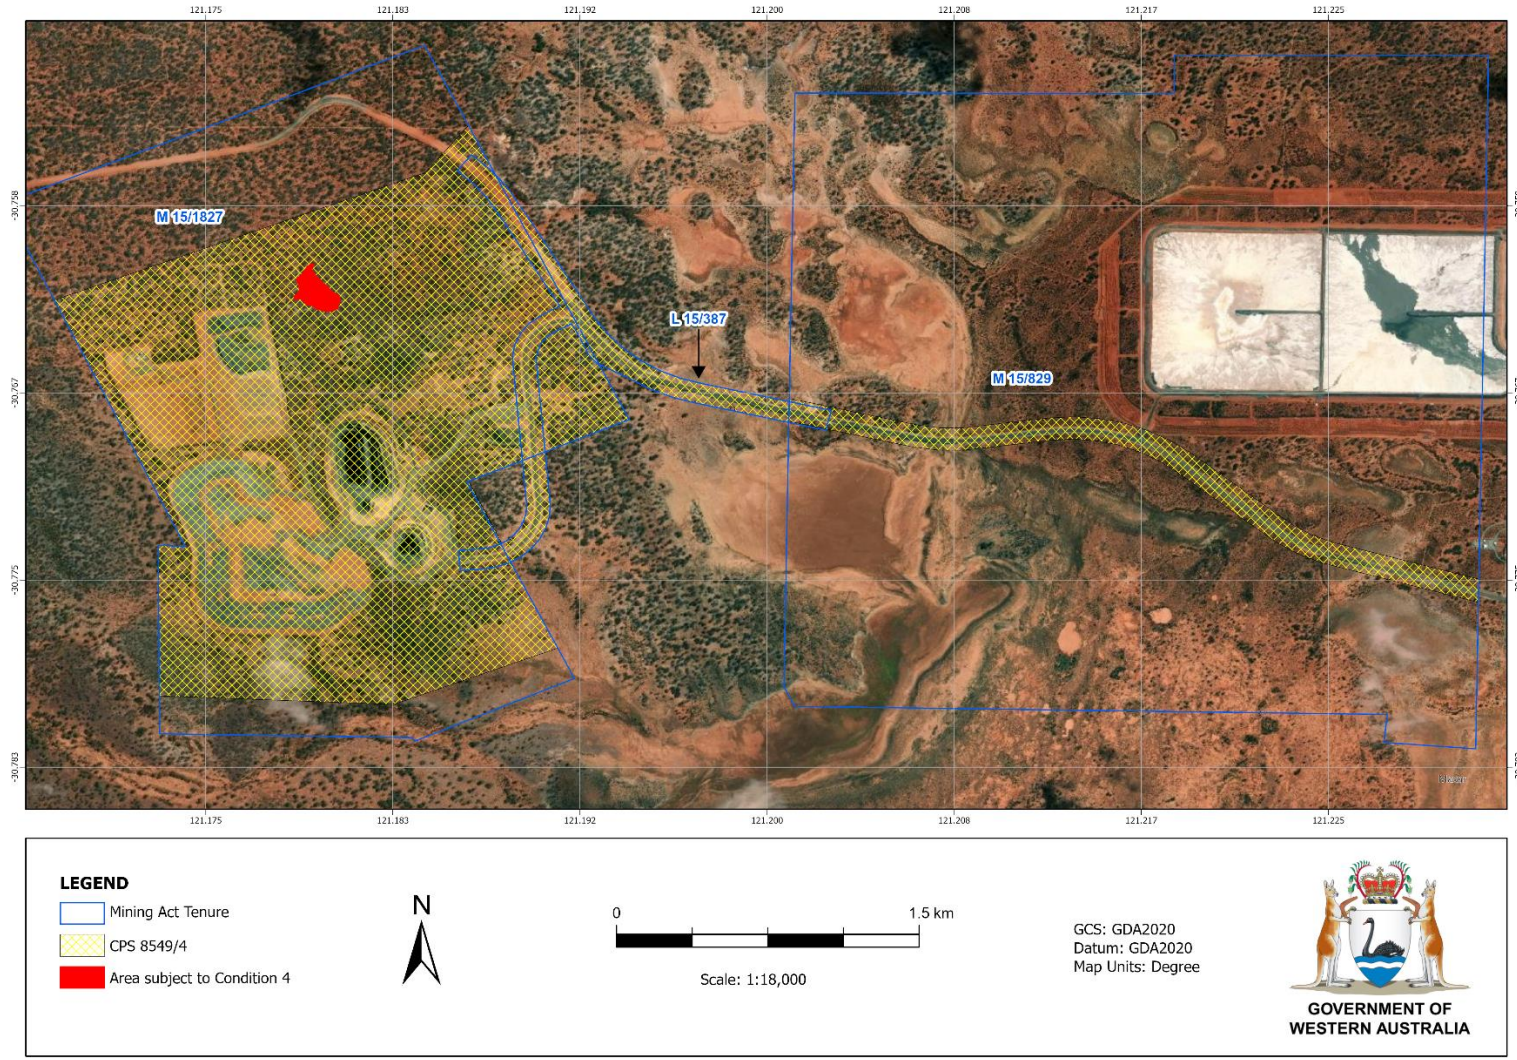 121.175 121.183 121.192 121.200 121.208 121.217 121.225
-30.758
M 15/1827
L 15/387
-30.767
M 15/829
-30.775
-30.783
121.175 121.183 121.192 121.200 121.208 121.217 121.225
LEGEND
Mining Act Tenure
CPS 8549/4
Area subject to Condition 4
N
0 1.5 km
Scale: 1:18,000
GCS: GDA2020
Datum: GDA2020
Map Units: Degree
GOVERNMENT OF
WESTERN AUSTRALIA